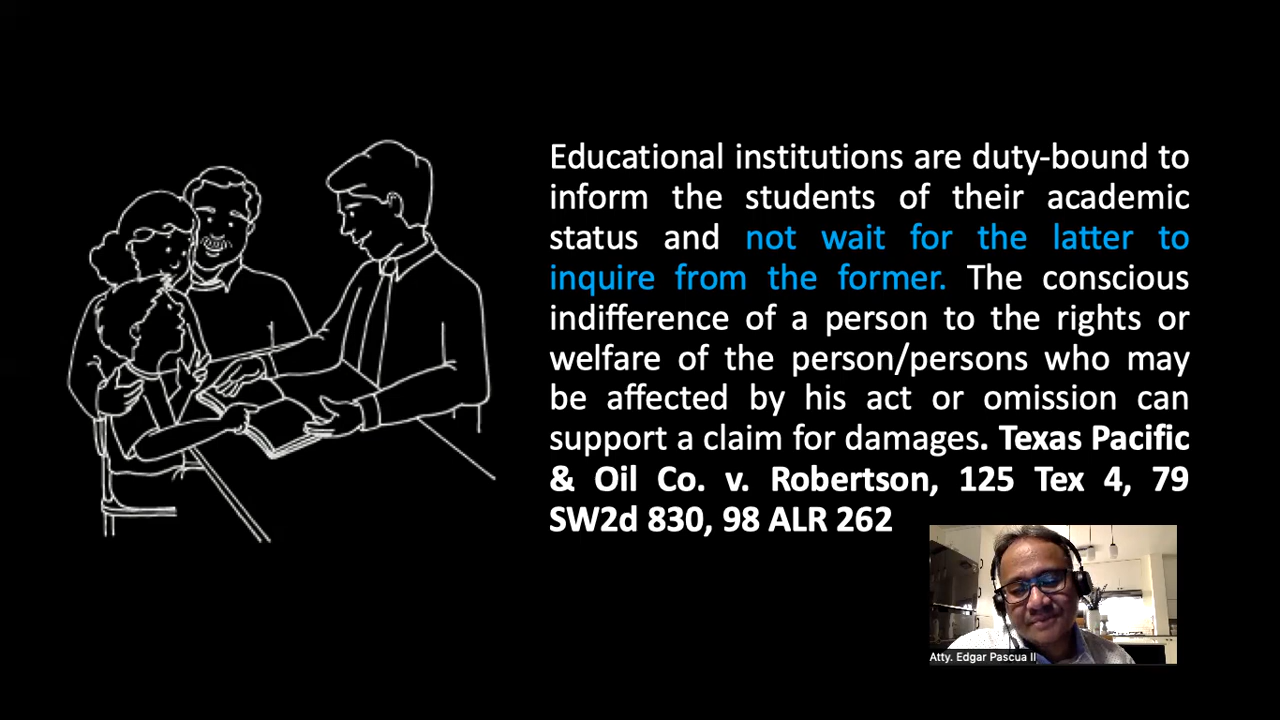 Educational institutions are duty-bound to
inform the students of their academic
status and not wait for the latter to
inquire from the former. The conscious
indifference of a person to the rights or
welfare of the person/persons who may
be affected by his act or omission can
support a claim for damages. Texas Pacific
& Oil Co. v. Robertson, 125 Tex 4, 79
SW2d 830, 98 ALR 262
Atty. Edgar Pascua II